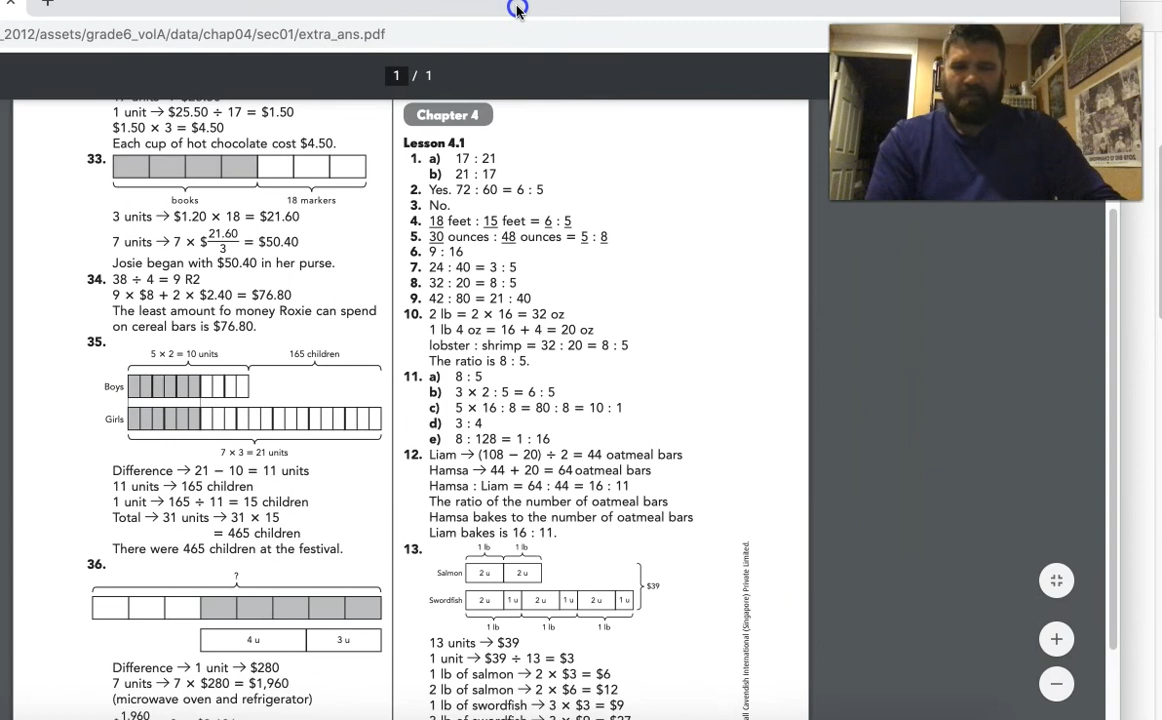 _2012/assets/grade6_volA/data/chap04/sec01/extra_ans.pdf
1 / 1
1 unit → $25.50 ÷ 17 = $1.50
$1.50 × 3 = $4.50
Each cup of hot chocolate cost $4.50.
33.
books
18 markers
3 units → $1.20 × 18 = $21.60
7 units → 7 × $21.60/3 = $50.40
Josie began with $50.40 in her purse.
34. 38 ÷ 4 = 9 R2
9 × $8 + 2 × $2.40 = $76.80
The least amount fo money Roxie can spend
on cereal bars is $76.80.
35.
5 × 2 = 10 units
165 children
Boys
Girls
7 × 3 = 21 units
Difference → 21 − 10 = 11 units
11 units → 165 children
1 unit → 165 ÷ 11 = 15 children
Total → 31 units → 31 × 15
= 465 children
There were 465 children at the festival.
36.
?
4 u
3 u
Difference → 1 unit → $280
7 units → 7 × $280 = $1,960
(microwave oven and refrigerator)
1,960
Chapter 4
Lesson 4.1
1. a) 17 : 21
b) 21 : 17
2. Yes. 72 : 60 = 6 : 5
3. No.
4. 18 feet : 15 feet = 6 : 5
5. 30 ounces : 48 ounces = 5 : 8
6. 9 : 16
7. 24 : 40 = 3 : 5
8. 32 : 20 = 8 : 5
9. 42 : 80 = 21 : 40
10. 2 lb = 2 × 16 = 32 oz
1 lb 4 oz = 16 + 4 = 20 oz
lobster : shrimp = 32 : 20 = 8 : 5
The ratio is 8 : 5.
11. a) 8 : 5
b) 3 × 2 : 5 = 6 : 5
c) 5 × 16 : 8 = 80 : 8 = 10 : 1
d) 3 : 4
e) 8 : 128 = 1 : 16
12. Liam → (108 − 20) ÷ 2 = 44 oatmeal bars
Hamsa → 44 + 20 = 64 oatmeal bars
Hamsa : Liam = 64 : 44 = 16 : 11
The ratio of the number of oatmeal bars
Hamsa bakes to the number of oatmeal bars
Liam bakes is 16 : 11.
13.
1 lb 1 lb
Salmon 2 u 2 u
$39
Swordfish 2 u 1 u 2 u 1 u 2 u 1 u
1 lb 1 lb 1 lb
13 units → $39
1 unit → $39 ÷ 13 = $3
1 lb of salmon → 2 × $3 = $6
2 lb of salmon → 2 × $6 = $12
1 lb of swordfish → 3 × $3 = $9
Cavendish International (Singapore) Private Limited.